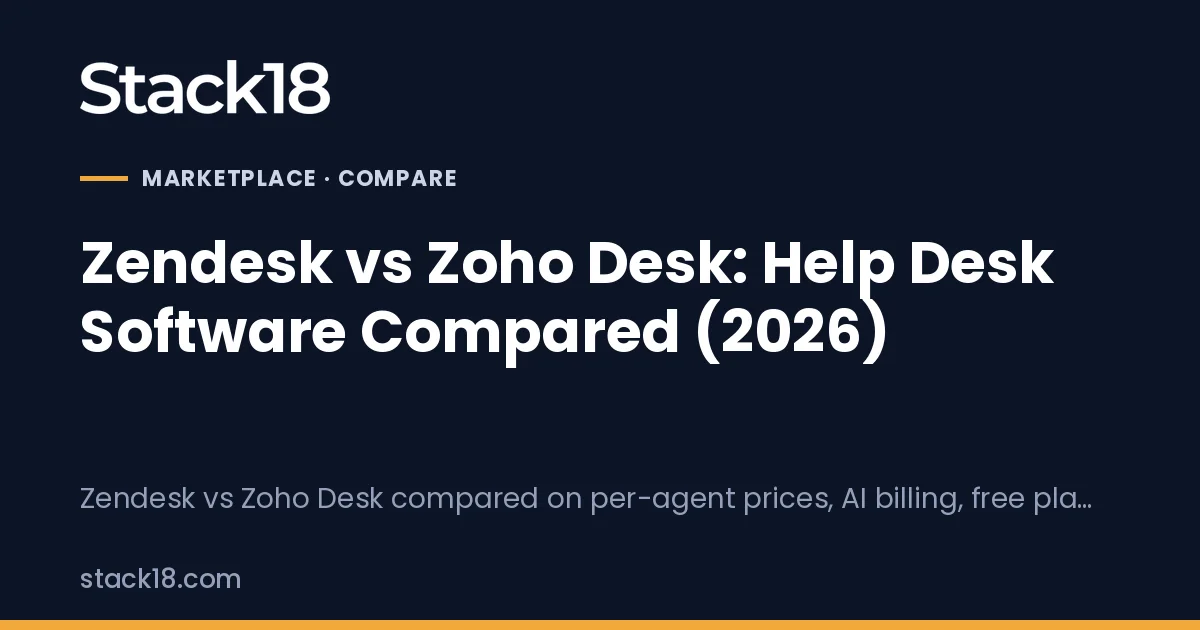 Stack18
MARKETPLACE · COMPARE
Zendesk vs Zoho Desk: Help Desk
Software Compared (2026)
Zendesk vs Zoho Desk compared on per-agent prices, AI billing, free pla...
stack18.com